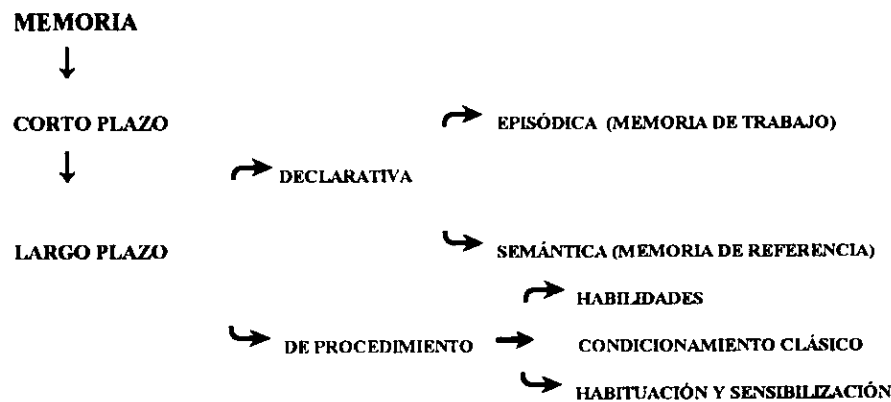 MEMORIA
CORTO PLAZO
EPISÓDICA (MEMORIA DE TRABAJO)
DECLARATIVA
LARGO PLAZO
SEMÁNTICA (MEMORIA DE REFERENCIA)
HABILIDADES
DE PROCEDIMIENTO
CONDICIONAMIENTO CLÁSICO
HABITUACIÓN Y SENSIBILIZACIÓN